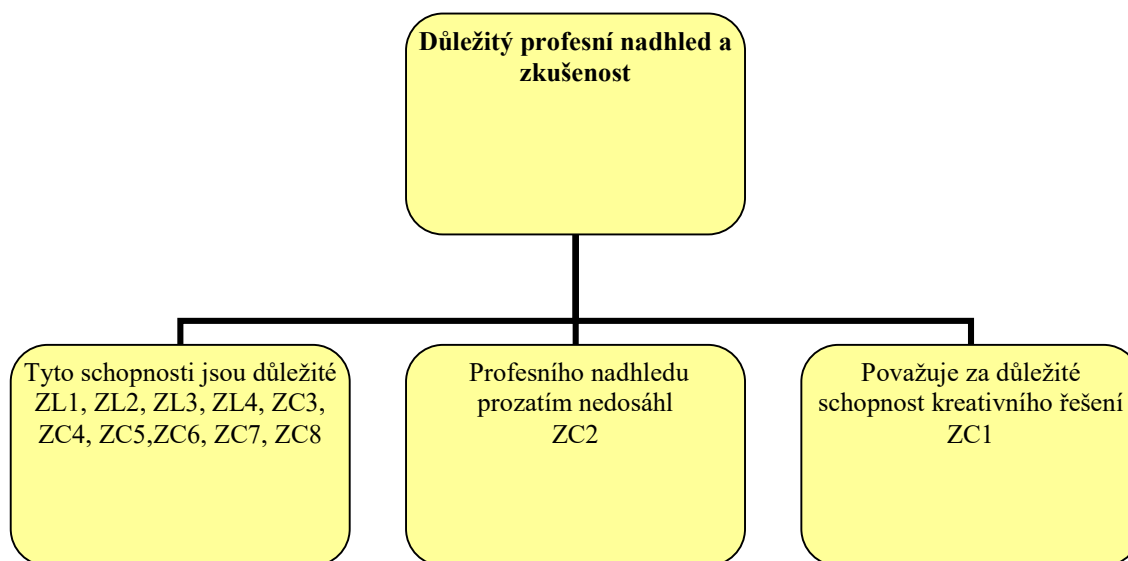 Důležitý profesní nadhled a
zkušenost
Tyto schopnosti jsou důležité
ZL1, ZL2, ZL3, ZL4, ZC3,
ZC4, ZC5,ZC6, ZC7, ZC8
Profesního nadhledu
prozatím nedosáhl
ZC2
Považuje za důležité
schopnost kreativního řešení
ZC1